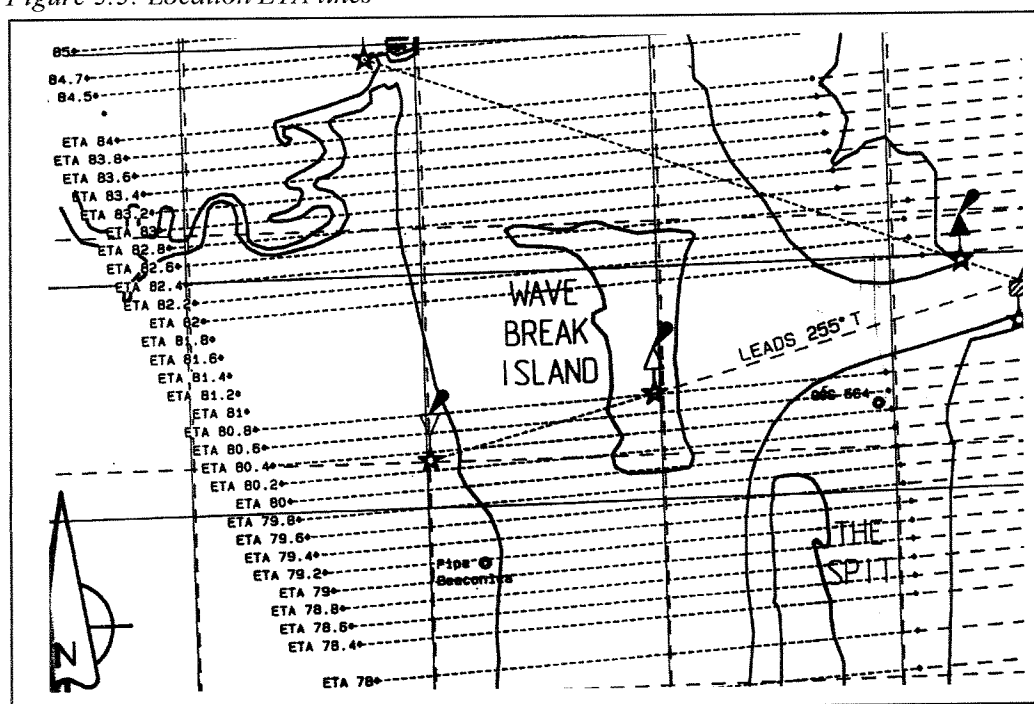 Figure 5.5: Location ETA lines
85
84.7
84.5
ETA 84
ETA 83.8
ETA 83.6
ETA 83.4
ETA 83.2
ETA 83
ETA 82.8
ETA 82.6
ETA 82.4
ETA 82.2
ETA 82
ETA 81.8
ETA 81.6
ETA 81.4
ETA 81.2
ETA 81
ETA 80.8
ETA 80.6
ETA 80.4
ETA 80.2
ETA 80
ETA 79.8
ETA 79.6
ETA 79.4
ETA 79.2
ETA 79
ETA 78.8
ETA 78.6
ETA 78.4
ETA 78
WAVE
BREAK
ISLAND
LEADS 255° T
Pipe
THE
SPIT
N